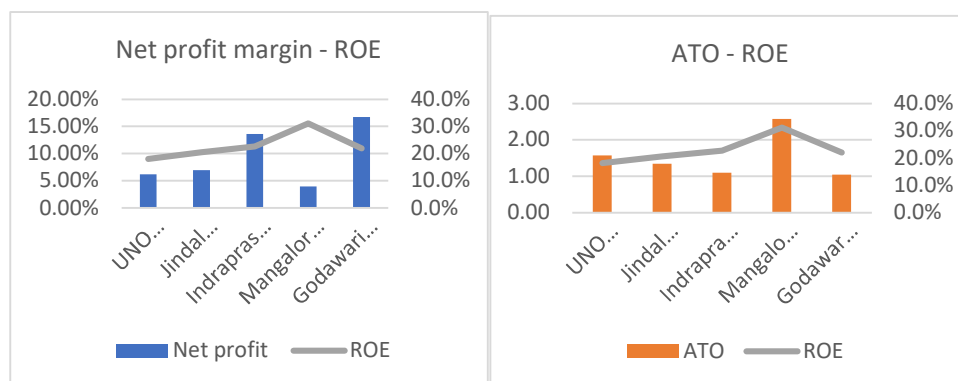 Net profit margin - ROE
20.00%
15.00%
10.00%
5.00%
0.00%
40.0%
30.0%
20.0%
10.0%
0.0%
UNO...
Jindal...
Indrapras...
Mangalor...
Godawari...
Net profit
ROE
ATO - ROE
3.00
2.00
1.00
0.00
40.0%
30.0%
20.0%
10.0%
0.0%
UNO...
Jindal...
Indrapra...
Mangalo...
Godawar...
ATO
ROE